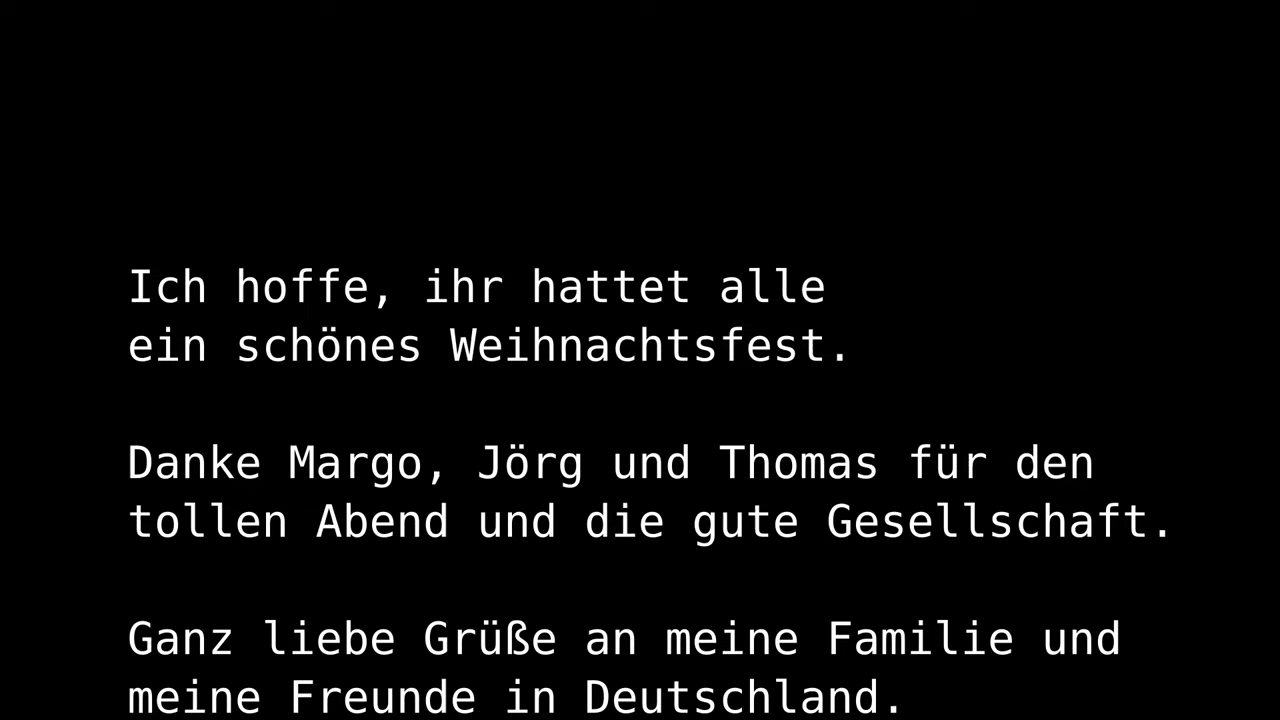 Ich hoffe, ihr hattet alle
ein schönes Weihnachtsfest.
Danke Margo, Jörg und Thomas für den
tollen Abend und die gute Gesellschaft.
Ganz liebe Grüße an meine Familie und
meine Freunde in Deutschland.